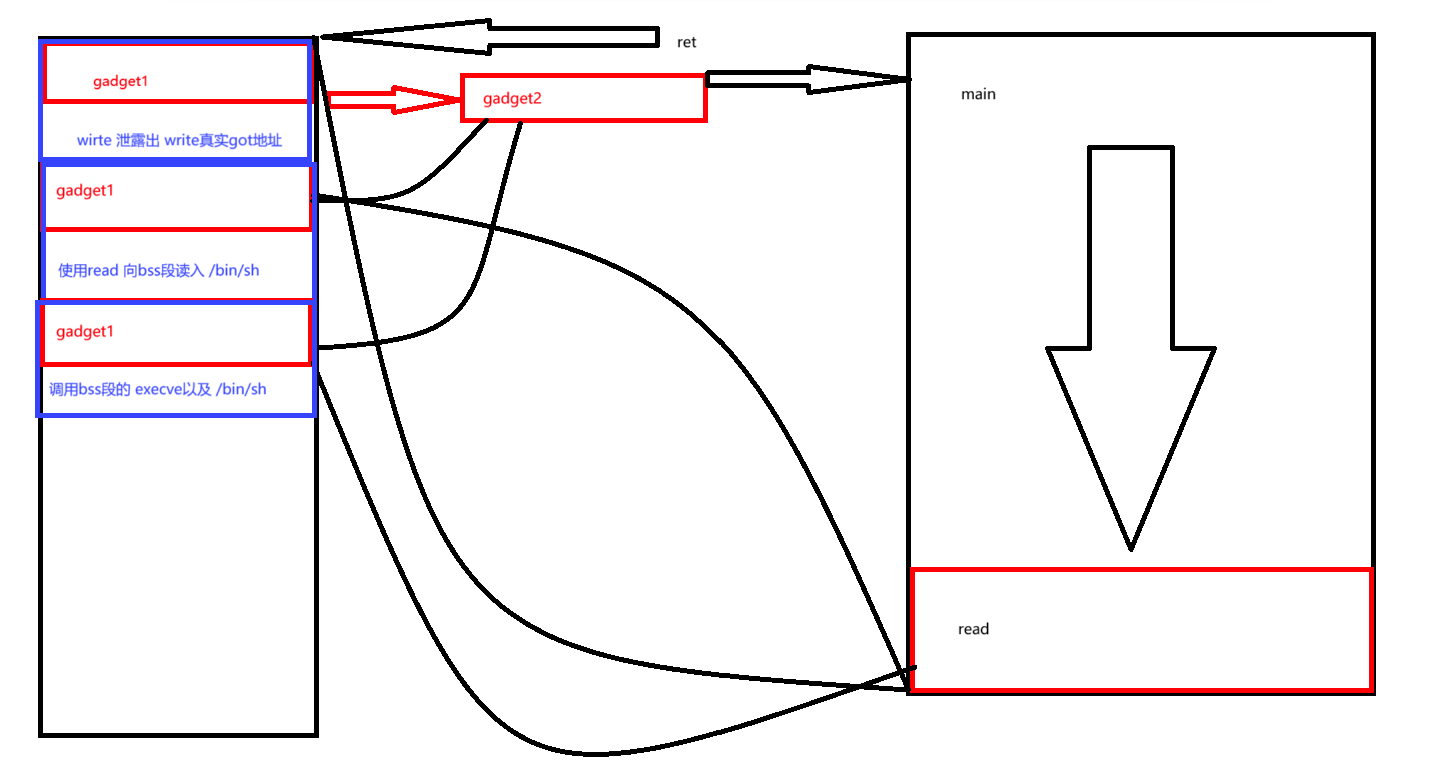 ret
gadget1
gadget2
main
wirte 泄露出 write真实got地址
gadget1
使用read 向bss段读入 /bin/sh
gadget1
调用bss段的 execve以及 /bin/sh
read